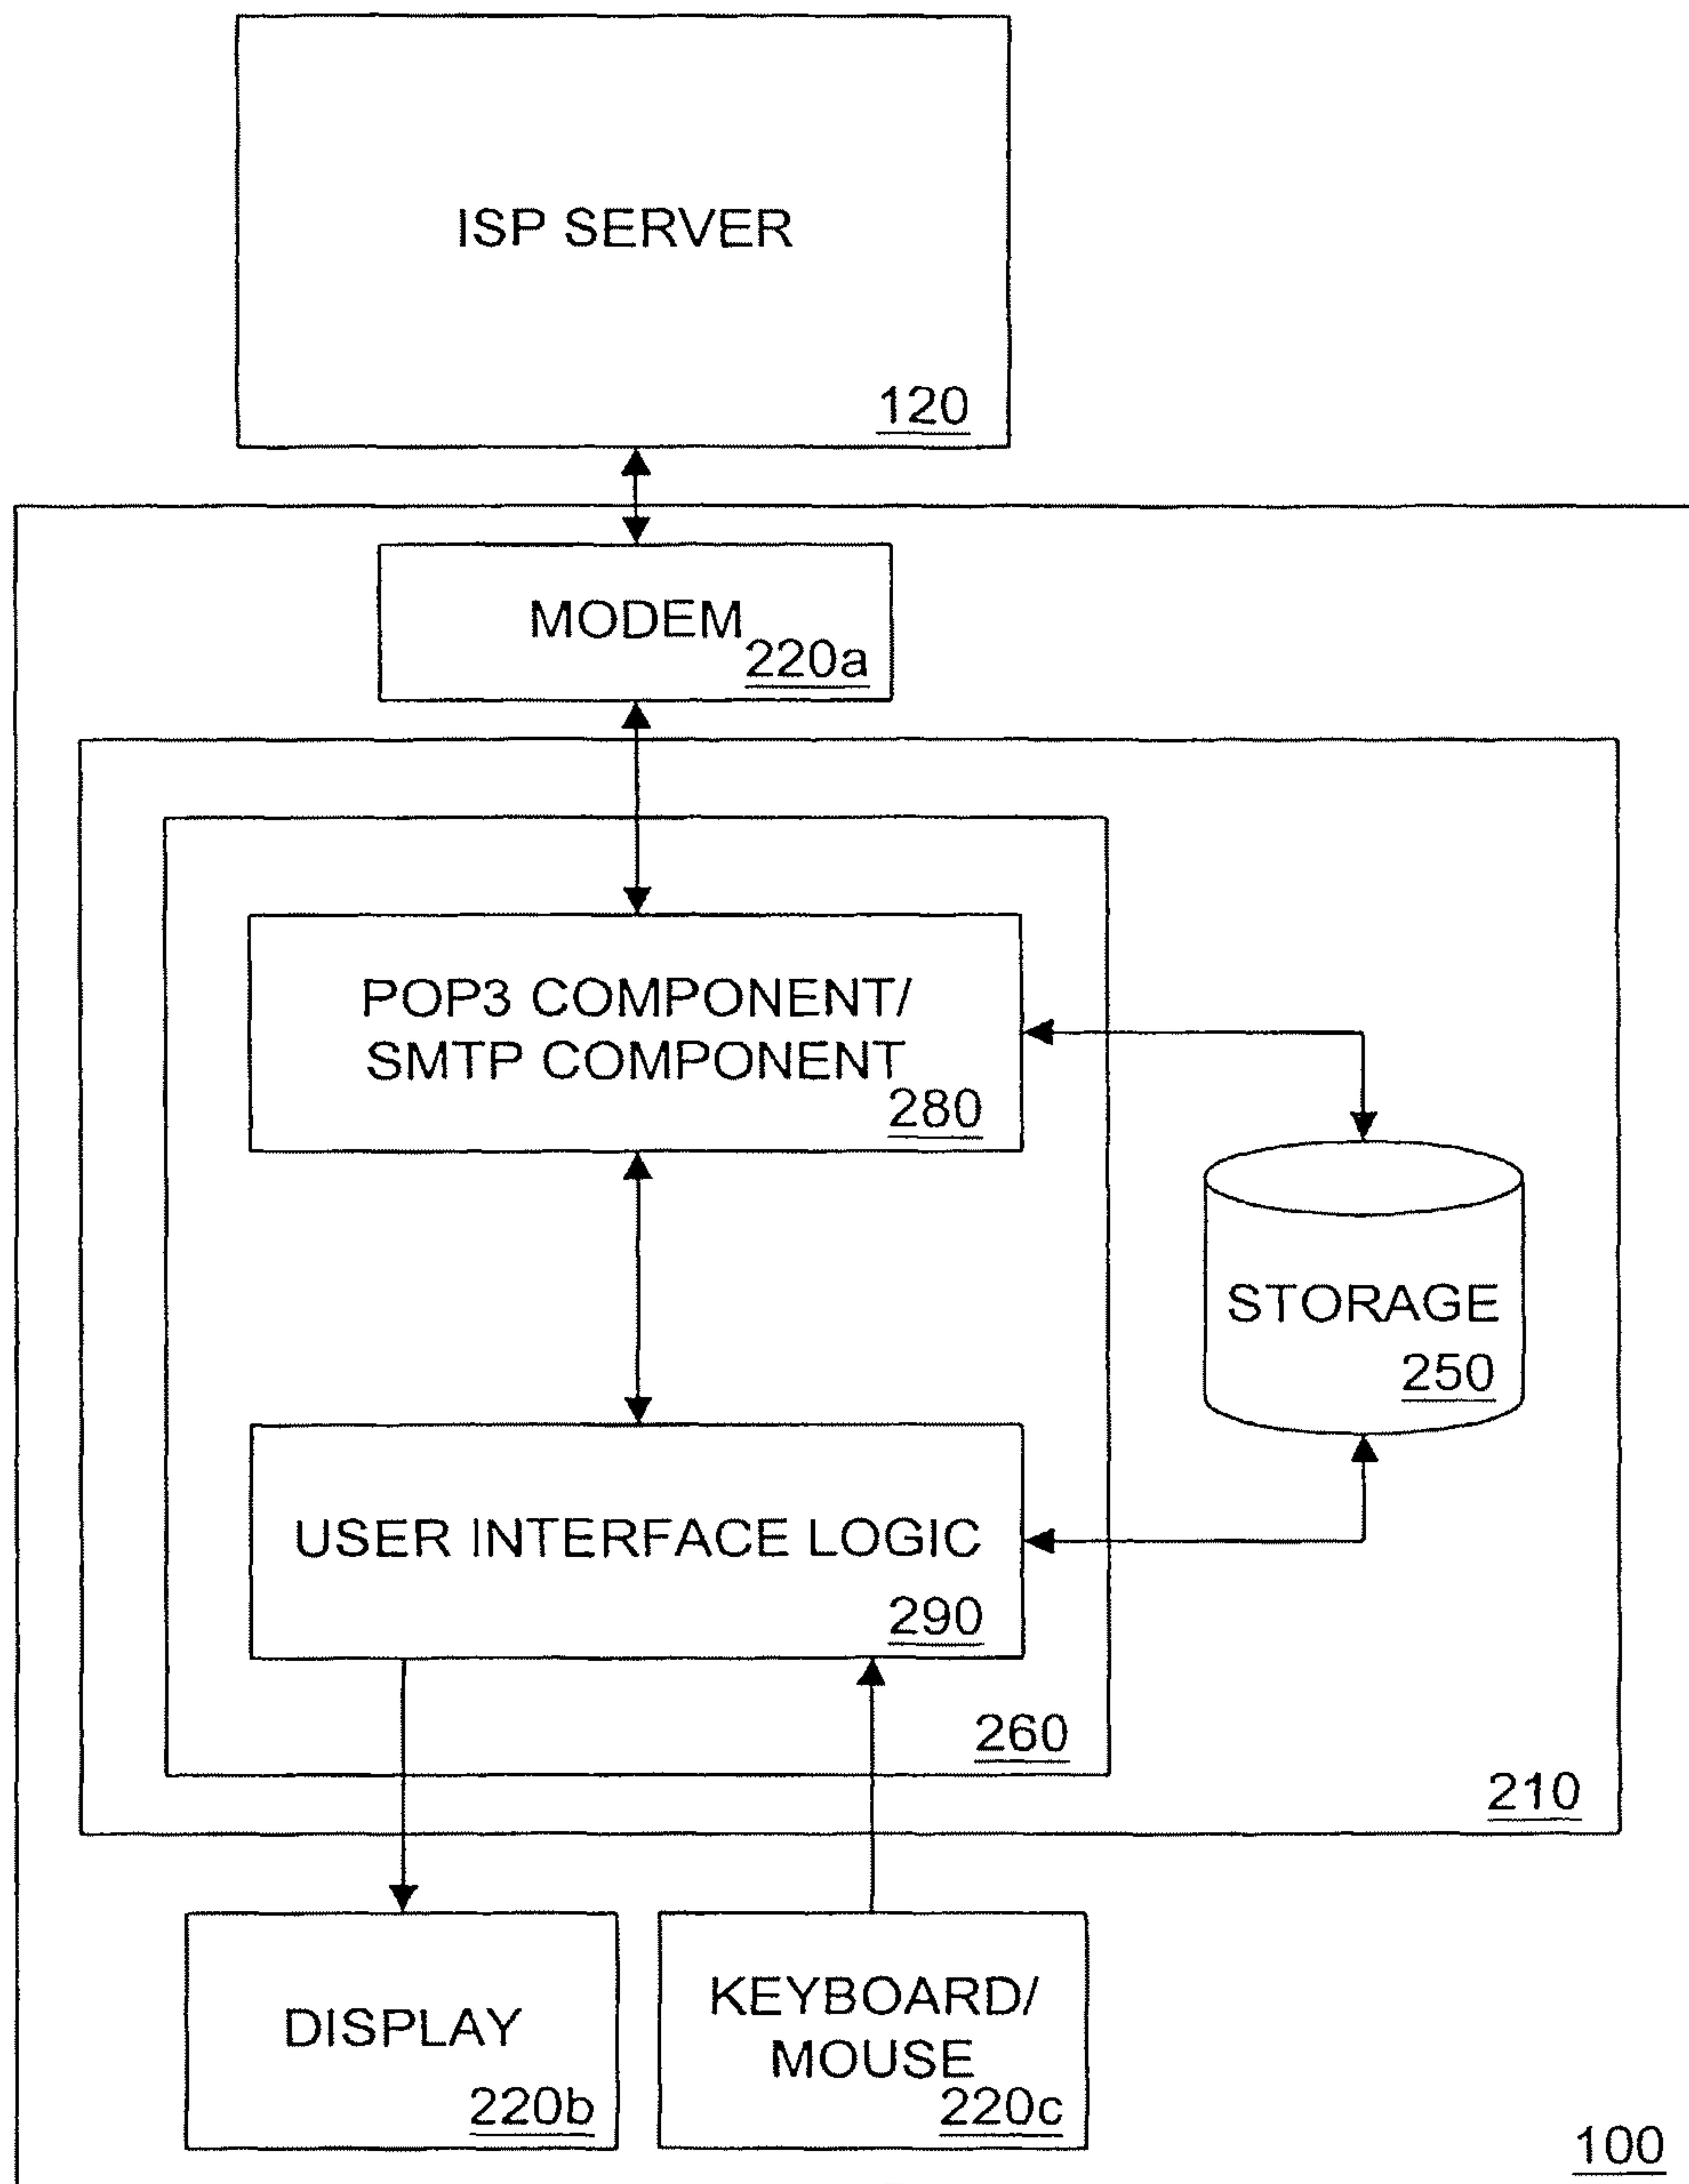 ISP SERVER
120
MODEM
220a
POP3 COMPONENT/
SMTP COMPONENT
280
STORAGE
250
USER INTERFACE LOGIC
290
260
210
DISPLAY
220b
KEYBOARD/
MOUSE
220c
100